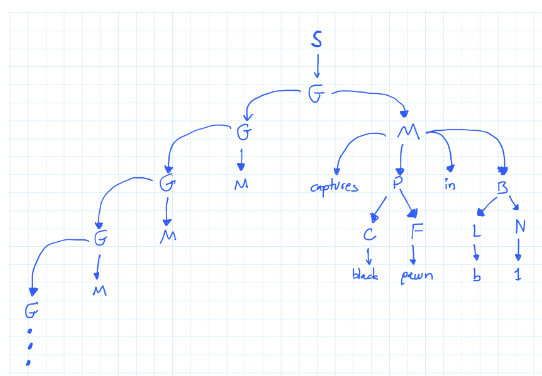 S
G
G M
G M captures P in B
G M C F L N
M black pawn b 1
G